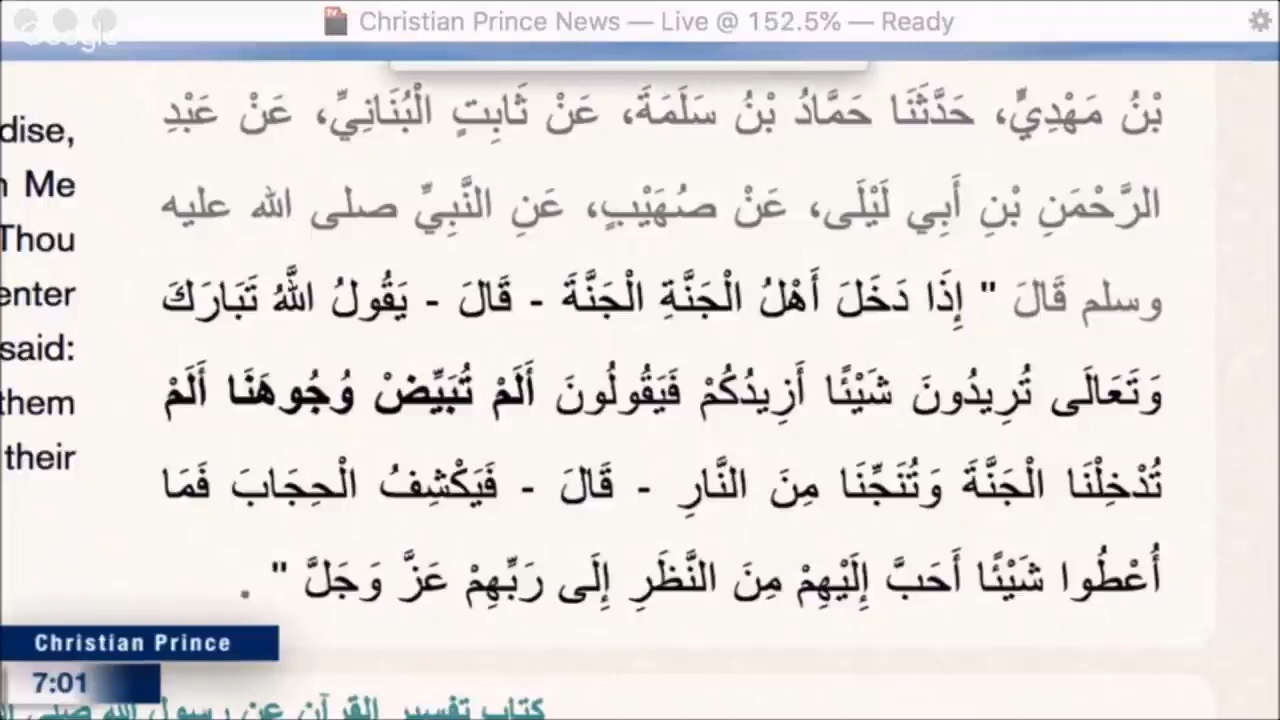 Christian Prince News — Live @ 152.5% — Ready
Google
بْنُ مَهْدِيٍّ، حَدَّثَنَا حَمَّادُ بْنُ سَلَمَةَ، عَنْ ثَابِتٍ الْبُنَانِيِّ، عَنْ عَبْدِ
الرَّحْمَنِ بْنِ أَبِي لَيْلَى، عَنْ صُهَيْبٍ، عَنِ النَّبِيِّ صلى الله عليه
وسلم قَالَ " إِذَا دَخَلَ أَهْلُ الْجَنَّةِ الْجَنَّةَ - قَالَ - يَقُولُ اللَّهُ تَبَارَكَ
وَتَعَالَى تُرِيدُونَ شَيْئًا أَزِيدُكُمْ فَيَقُولُونَ أَلَمْ تُبَيِّضْ وُجُوهَنَا أَلَمْ
تُدْخِلْنَا الْجَنَّةَ وَتُنَجِّنَا مِنَ النَّارِ - قَالَ - فَيَكْشِفُ الْحِجَابَ فَمَا
أُعْطُوا شَيْئًا أَحَبَّ إِلَيْهِمْ مِنَ النَّظَرِ إِلَى رَبِّهِمْ عَزَّ وَجَلَّ " .
dise,
Me
Thou
enter
said:
them
their
Christian Prince
7:01
كتاب تفسير القرآن عن رسول الله صلى